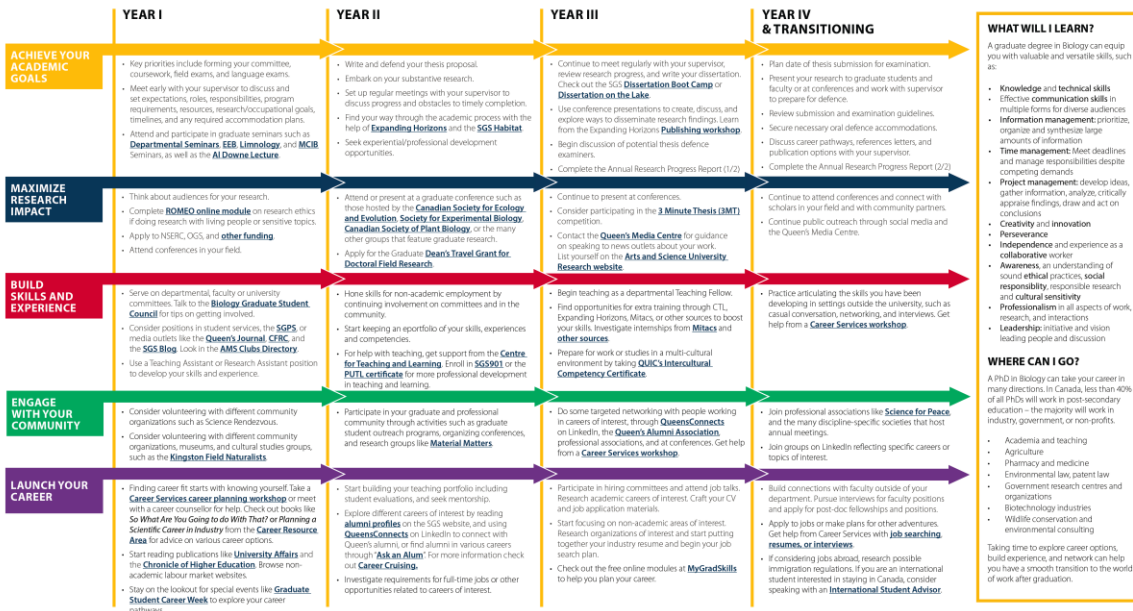 YEAR I
YEAR II
YEAR III
YEAR IV
& TRANSITIONING
ACHIEVE YOUR
ACADEMIC
GOALS
• Key priorities include forming your committee,
coursework, field exams, and language exams.
• Meet early with your supervisor to discuss and
set expectations, roles, responsibilities, program
requirements, resources, research/occupational goals,
timelines, and any required accommodation plans.
• Attend and participate in graduate seminars such as
Departmental Seminars, EEB, Limnology, and MCIB
Seminars, as well as the Al Downe Lecture.
• Write and defend your thesis proposal.
• Embark on your substantive research.
• Set up regular meetings with your supervisor to
discuss progress and obstacles to timely completion.
• Find your way through the academic process with the
help of Expanding Horizons and the SGS Habitat.
• Seek experiential/professional development
opportunities.
• Continue to meet regularly with your supervisor,
review research progress, and write your dissertation.
Check out the SGS Dissertation Boot Camp or
Dissertation on the Lake.
• Use conference presentations to create, discuss, and
explore ways to disseminate research findings. Learn
from the Expanding Horizons Publishing workshop.
• Begin discussion of potential thesis defence
examiners.
• Complete the Annual Research Progress Report (1/2)
• Plan date of thesis submission for examination.
• Present your research to graduate students and
faculty or at conferences and work with supervisor
to prepare for defence.
• Review submission and examination guidelines.
• Secure necessary oral defence accommodations.
• Discuss career pathways, references letters, and
publication options with your supervisor.
• Complete the Annual Research Progress Report (2/2)
MAXIMIZE
RESEARCH
IMPACT
• Think about audiences for your research.
• Complete ROMEO online module on research ethics
if doing research with living people or sensitive topics.
• Apply to NSERC, OGS, and other funding.
• Attend conferences in your field.
• Attend or present at a graduate conference such as
those hosted by the Canadian Society for Ecology
and Evolution, Society for Experimental Biology,
Canadian Society of Plant Biology, or the many
other groups that feature graduate research.
• Apply for the Graduate Dean's Travel Grant for
Doctoral Field Research.
• Continue to present at conferences.
• Consider participating in the 3 Minute Thesis (3MT)
competition.
• Contact the Queen's Media Centre for guidance
on speaking to news outlets about your work.
List yourself on the Arts and Science University
Research website.
• Continue to attend conferences and connect with
scholars in your field and with community partners.
• Continue public outreach through social media and
the Queen's Media Centre.
BUILD
SKILLS AND
EXPERIENCE
• Serve on departmental, faculty or university
committees. Talk to the Biology Graduate Student
Council for tips on getting involved.
• Consider positions in student services, the SGPS, or
media outlets like the Queen's Journal, CFRC, and
the SGS Blog. Look in the AMS Clubs Directory.
• Use a Teaching Assistant or Research Assistant position
to develop your skills and experience.
• Hone skills for non-academic employment by
continuing involvement on committees and in the
community.
• Start keeping an eportfolio of your skills, experiences
and competencies.
• For help with teaching, get support from the Centre
for Teaching and Learning. Enroll in SGS901 or the
PUTL certificate for more professional development
in teaching and learning.
• Begin teaching as a departmental Teaching Fellow.
• Find opportunities for extra training through CTL,
Expanding Horizons, Mitacs, or other sources to boost
your skills. Investigate internships from Mitacs and
other sources.
• Prepare for work or studies in a multi-cultural
environment by taking QUIC's Intercultural
Competency Certificate.
• Practice articulating the skills you have been
developing in settings outside the university, such as
casual conversation, networking, and interviews. Get
help from a Career Services workshop.
ENGAGE
WITH YOUR
COMMUNITY
• Consider volunteering with different community
organizations such as Science Rendezvous.
• Consider volunteering with different community
organizations, museums, and cultural studies groups,
such as the Kingston Field Naturalists.
• Participate in your graduate and professional
community through activities such as graduate
student outreach programs, organizing conferences,
and research groups like Material Matters.
• Do some targeted networking with people working
in careers of interest, through QueensConnects
on LinkedIn, the Queen's Alumni Association,
professional associations, and at conferences. Get help
from a Career Services workshop.
• Join professional associations like Science for Peace,
and the many discipline-specific societies that host
annual meetings.
• Join groups on LinkedIn reflecting specific careers or
topics of interest.
LAUNCH YOUR
CAREER
• Finding career fit starts with knowing yourself. Take a
Career Services career planning workshop or meet
with a career counsellor for help. Check out books like
So What Are You Going to do With That? or Planning a
Scientific Career in Industry from the Career Resource
Area for advice on various career options.
• Start reading publications like University Affairs and
the Chronicle of Higher Education. Browse non-
academic labour market websites.
• Stay on the lookout for special events like Graduate
Student Career Week to explore your career
pathways.
• Start building your teaching portfolio including
student evaluations, and seek mentorship.
• Explore different careers of interest by reading
alumni profiles on the SGS website, and using
QueensConnects on LinkedIn to connect with
Queen's alumni, or find alumni in various careers
through "Ask an Alum". For more information check
out Career Cruising.
• Investigate requirements for full-time jobs or other
opportunities related to careers of interest.
• Participate in hiring committees and attend job talks.
Research academic careers of interest. Craft your CV
and job application materials.
• Start focusing on non-academic areas of interest.
Research organizations of interest and start putting
together your industry resume and begin your job
search plan.
• Check out the free online modules at MyGradSkills
to help you plan your career.
• Build connections with faculty outside of your
department. Pursue interviews for faculty positions
and apply for post-doc fellowships and positions.
• Apply to jobs or make plans for other adventures.
Get help from Career Services with job searching,
resumes, or interviews.
• If considering jobs abroad, research possible
immigration regulations. If you are an international
student interested in staying in Canada, consider
speaking with an International Student Advisor.
WHAT WILL I LEARN?
A graduate degree in Biology can equip
you with valuable and versatile skills, such
as:
• Knowledge and technical skills
• Effective communication skills in
multiple forms for diverse audiences
• Information management: prioritize,
organize and synthesize large
amounts of information
• Time management: Meet deadlines
and manage responsibilities despite
competing demands
• Project management: develop ideas,
gather information, analyze, critically
appraise findings, draw and act on
conclusions
• Creativity and innovation
• Perseverance
• Independence and experience as a
collaborative worker
• Awareness, an understanding of
sound ethical practices, social
responsiblity, responsible research
and cultural sensitivity
• Professionalism in all aspects of work,
research, and interactions
• Leadership: initiative and vision
leading people and discussion
WHERE CAN I GO?
A PhD in Biology can take your career in
many directions. In Canada, less than 40%
of all PhDs will work in post-secondary
education – the majority will work in
industry, government, or non-profits.
• Academia and teaching
• Agriculture
• Pharmacy and medicine
• Environmental law, patent law
• Government research centres and
organizations
• Biotechnology industries
• Wildlife conservation and
environmental consulting
Taking time to explore career options,
build experience, and network can help
you have a smooth transition to the world
of work after graduation.